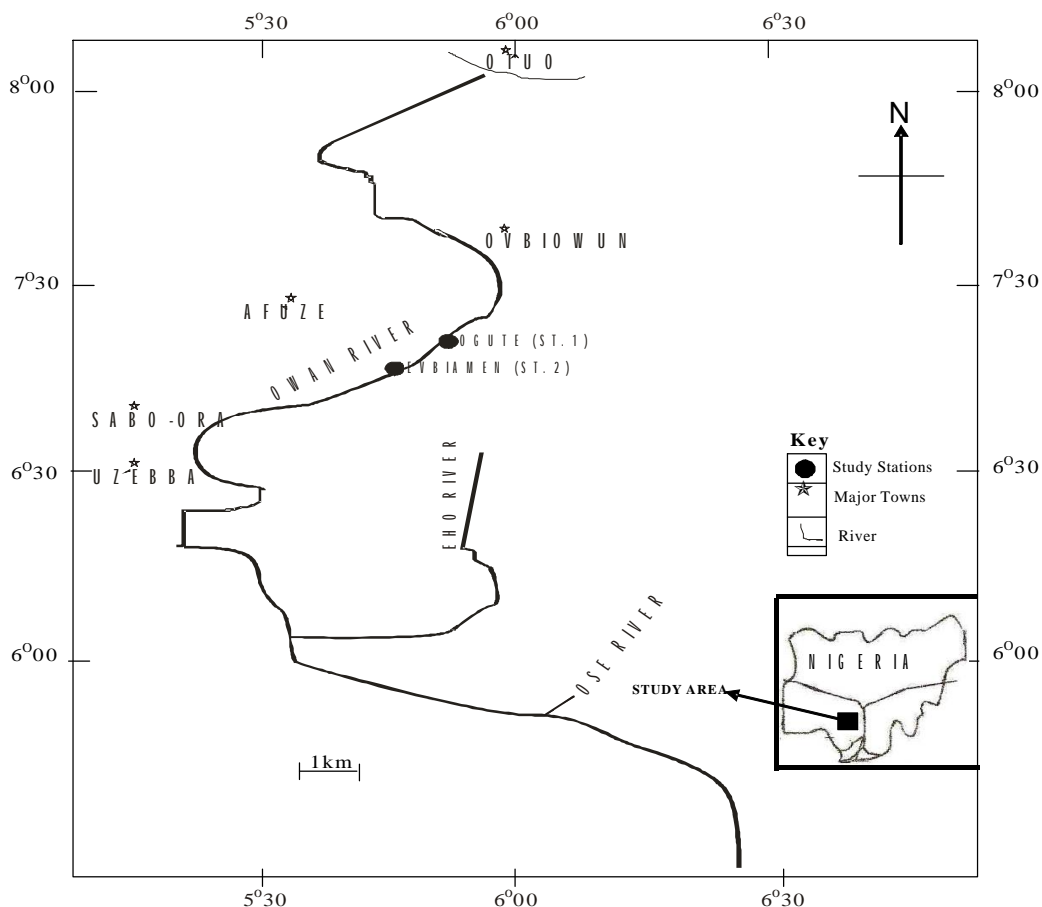 5°30 6°00 6°30
OTUO
8°00 8°00
N
OVBIOWUN
7°30 7°30
AFUZE
OGUTE (ST. 1)
OWAN RIVER
EVBIAMEN (ST. 2)
SABO-ORA
Key
UZEBBA
6°30 6°30
Study Stations
Major Towns
River
EHO RIVER
OSE RIVER
6°00 6°00
NIGERIA
STUDY AREA
1km
5°30 6°00 6°30